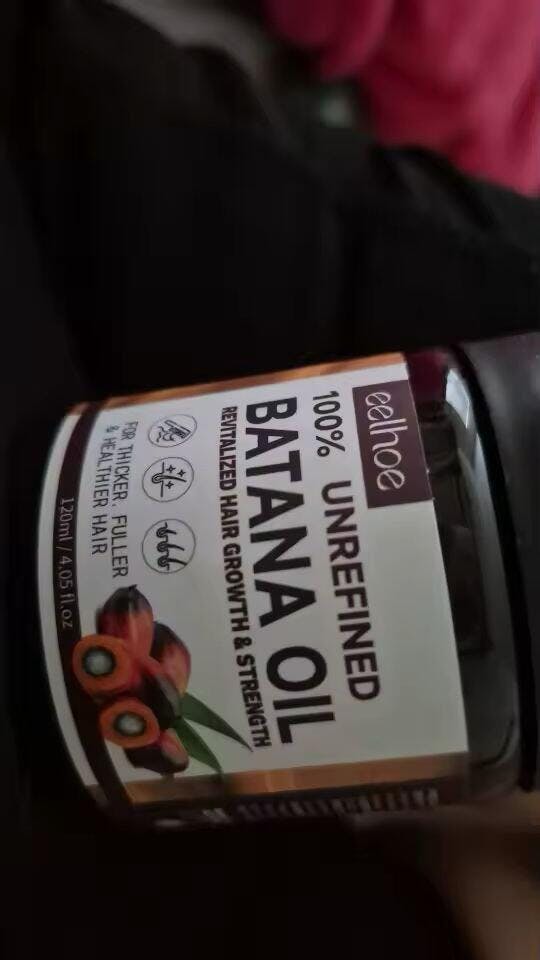 eelhoe
100% UNREFINED
BATANA OIL
REVITALIZED HAIR GROWTH & STRENGTH
FOR THICKER, FULLER
& HEALTHIER HAIR
120ml / 4.05 fl.oz